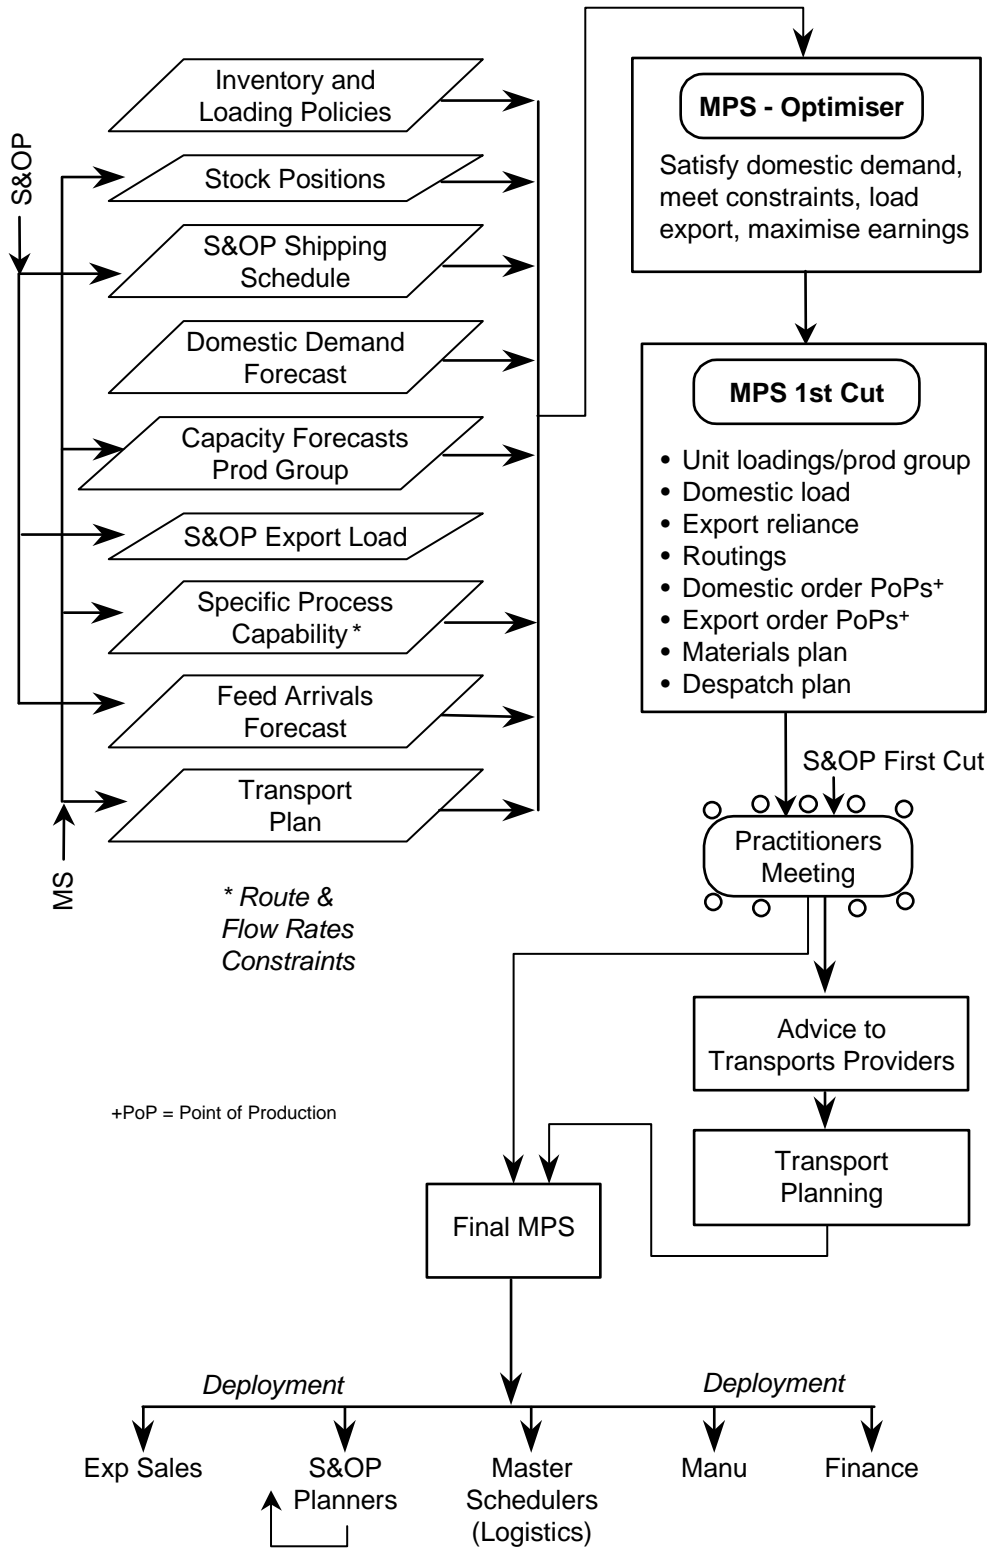 S&OP
Inventory and
Loading Policies
Stock Positions
S&OP Shipping
Schedule
Domestic Demand
Forecast
Capacity Forecasts
Prod Group
S&OP Export Load
Specific Process
Capability *
Feed Arrivals
Forecast
Transport
Plan
MS
* Route &
Flow Rates
Constraints
+PoP = Point of Production
MPS - Optimiser
Satisfy domestic demand,
meet constraints, load
export, maximise earnings
MPS 1st Cut
• Unit loadings/prod group
• Domestic load
• Export reliance
• Routings
• Domestic order PoPs+
• Export order PoPs+
• Materials plan
• Despatch plan
S&OP First Cut
Practitioners
Meeting
Advice to
Transports Providers
Transport
Planning
Final MPS
Deployment
Deployment
Exp Sales
S&OP
Planners
Master
Schedulers
(Logistics)
Manu
Finance